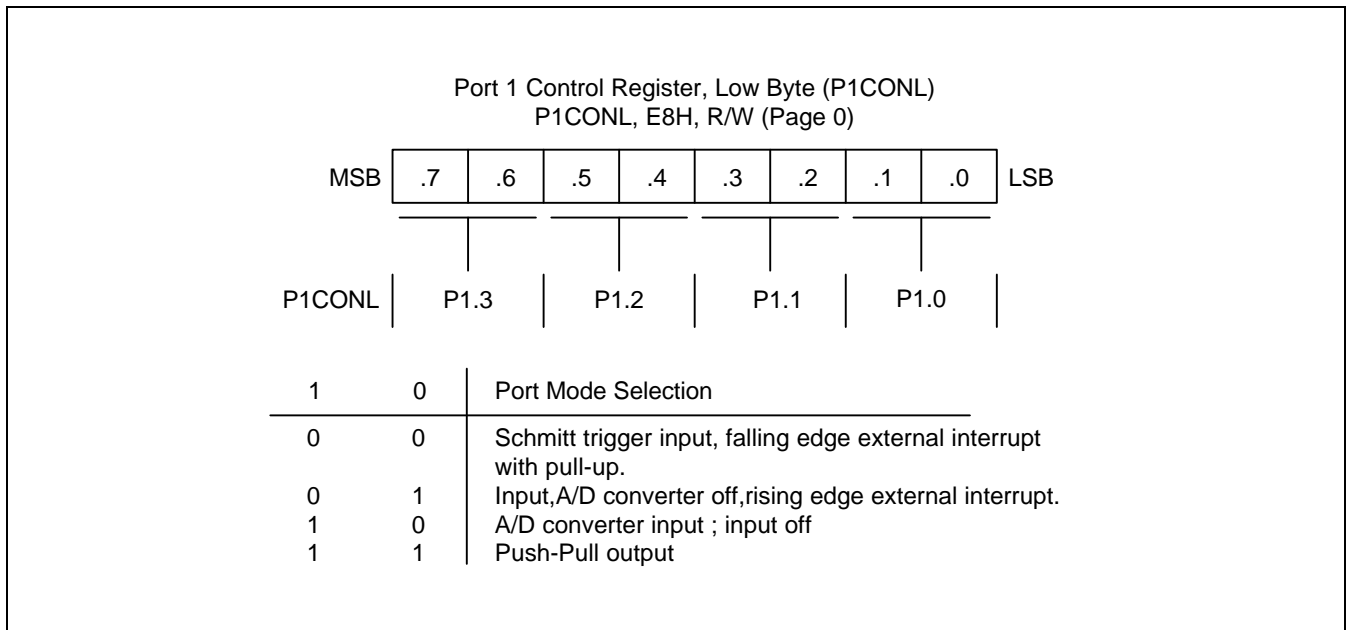 Port 1 Control Register, Low Byte (P1CONL)
P1CONL, E8H, R/W (Page 0)
MSB .7 .6 .5 .4 .3 .2 .1 .0 LSB
P1CONL P1.3 P1.2 P1.1 P1.0
1 0 Port Mode Selection
0 0 Schmitt trigger input, falling edge external interrupt
with pull-up.
0 1 Input,A/D converter off,rising edge external interrupt.
1 0 A/D converter input ; input off
1 1 Push-Pull output